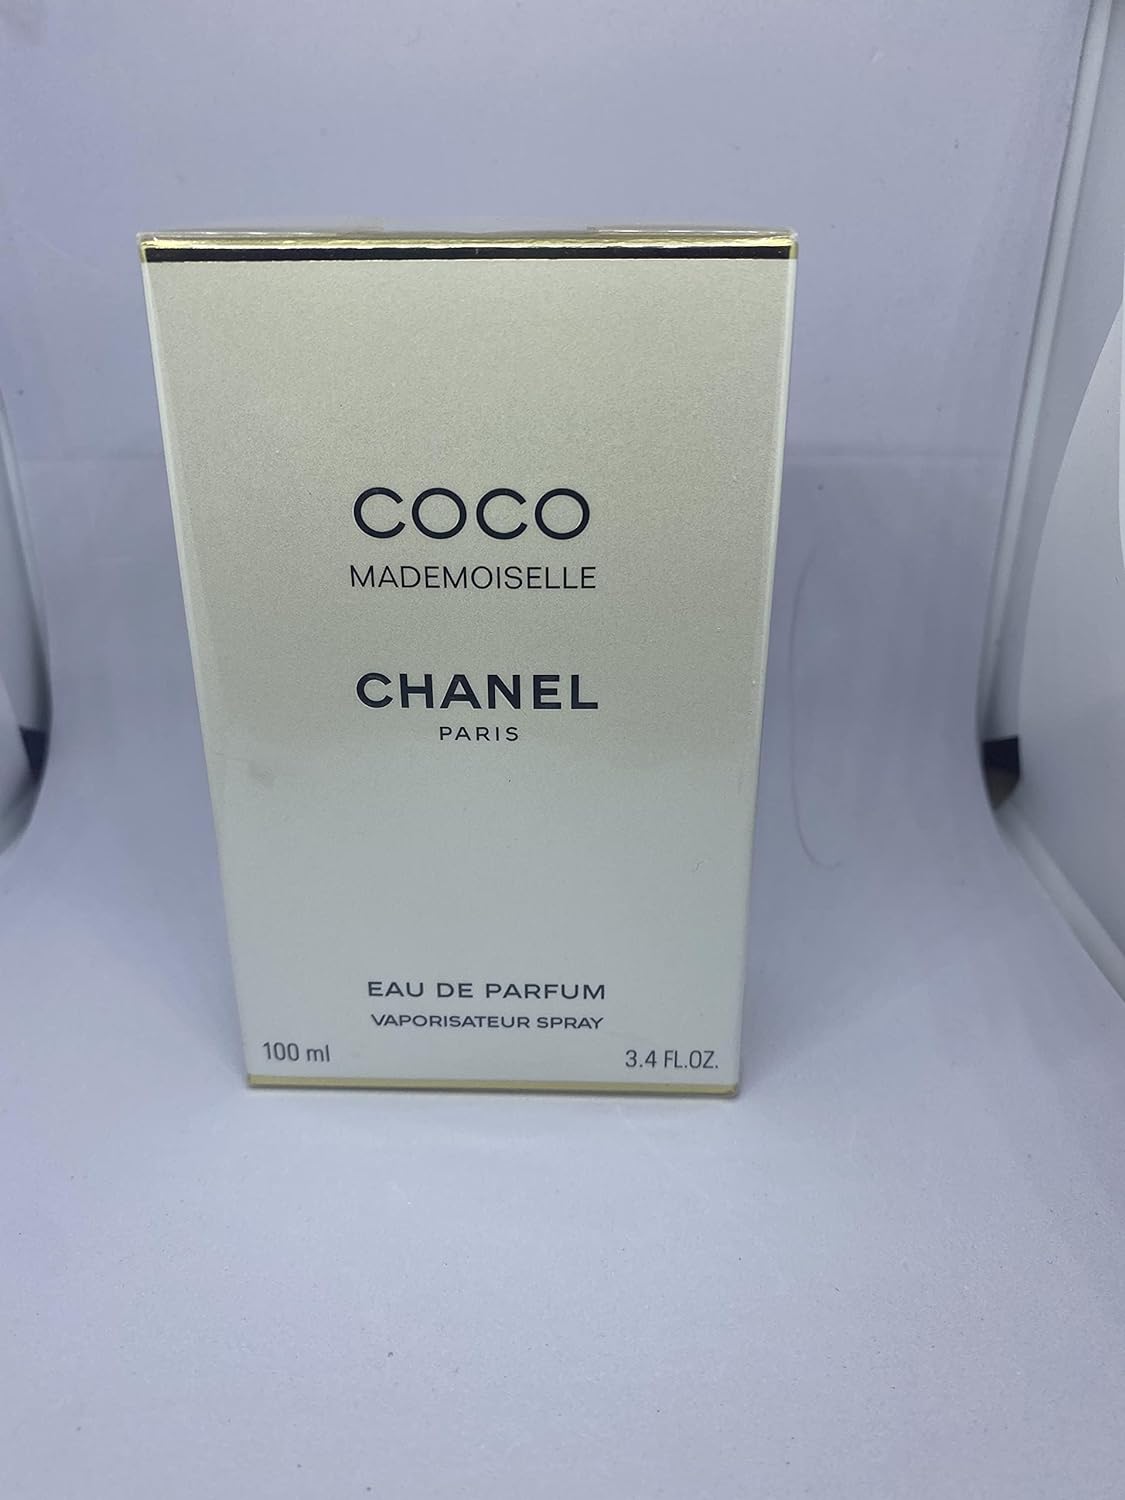 COCO
MADEMOISELLE
CHANEL
PARIS
EAU DE PARFUM
VAPORISATEUR SPRAY
100 ml 3.4 FL.OZ.